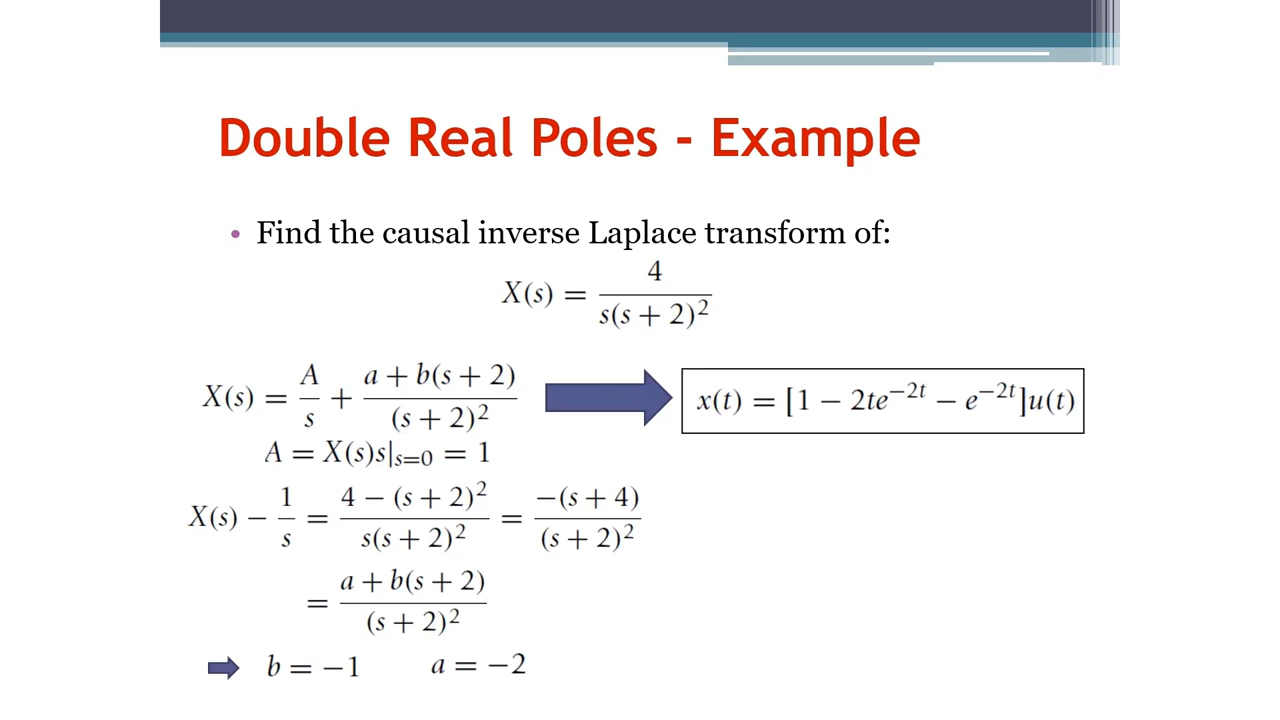 Double Real Poles - Example
• Find the causal inverse Laplace transform of:
X(s) = 4 / s(s + 2)²
X(s) = A/s + a + b(s + 2) / (s + 2)²
x(t) = [1 − 2te⁻²ᵗ − e⁻²ᵗ]u(t)
A = X(s)s|ₛ₌₀ = 1
X(s) − 1/s = 4 − (s + 2)² / s(s + 2)² = −(s + 4) / (s + 2)²
= a + b(s + 2) / (s + 2)²
b = −1 a = −2